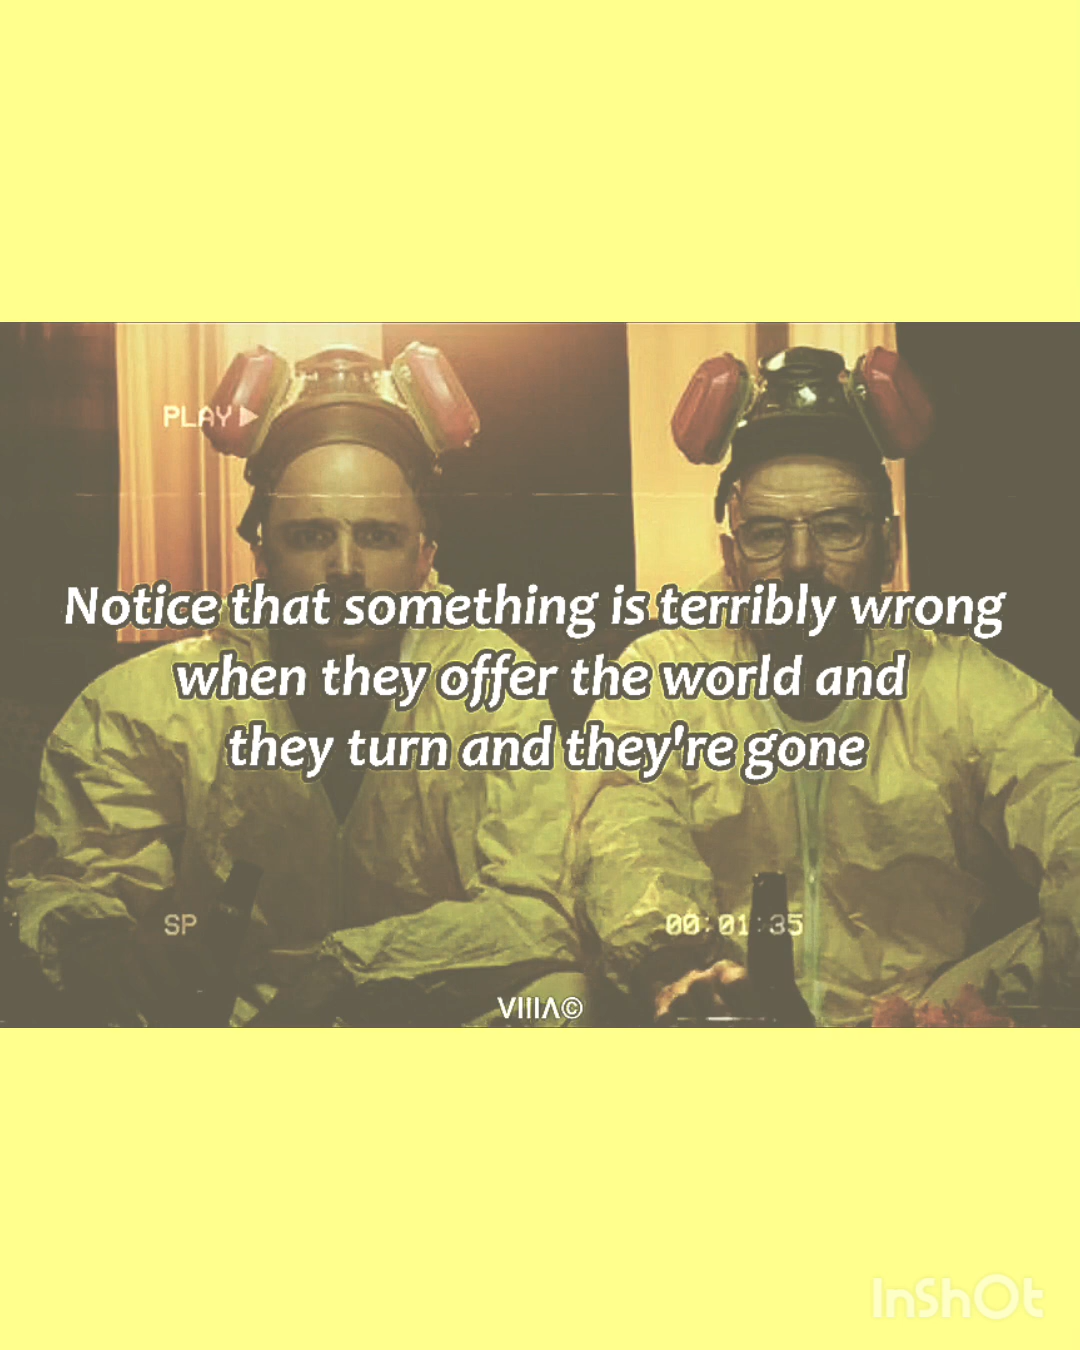 PLAY
Notice that something is terribly wrong
when they offer the world and
they turn and they're gone
SP
00:01:35
VIIIΛ©
InShOt